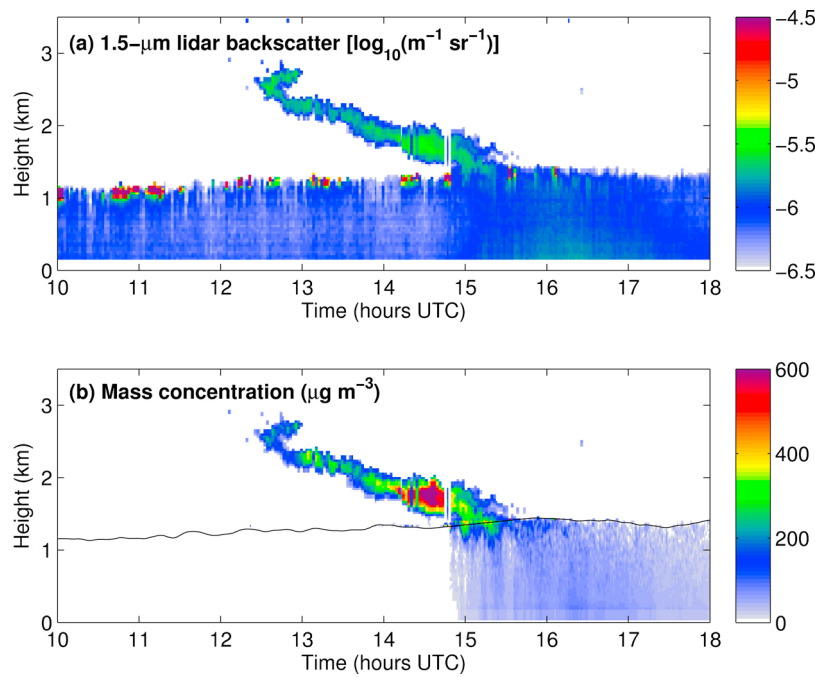 (a) 1.5−μm lidar backscatter [log₁₀(m⁻¹ sr⁻¹)]
Height (km)
3
2
1
0
10 11 12 13 14 15 16 17 18
Time (hours UTC)
−4.5
−5
−5.5
−6
−6.5
(b) Mass concentration (μg m⁻³)
Height (km)
3
2
1
0
10 11 12 13 14 15 16 17 18
Time (hours UTC)
600
400
200
0